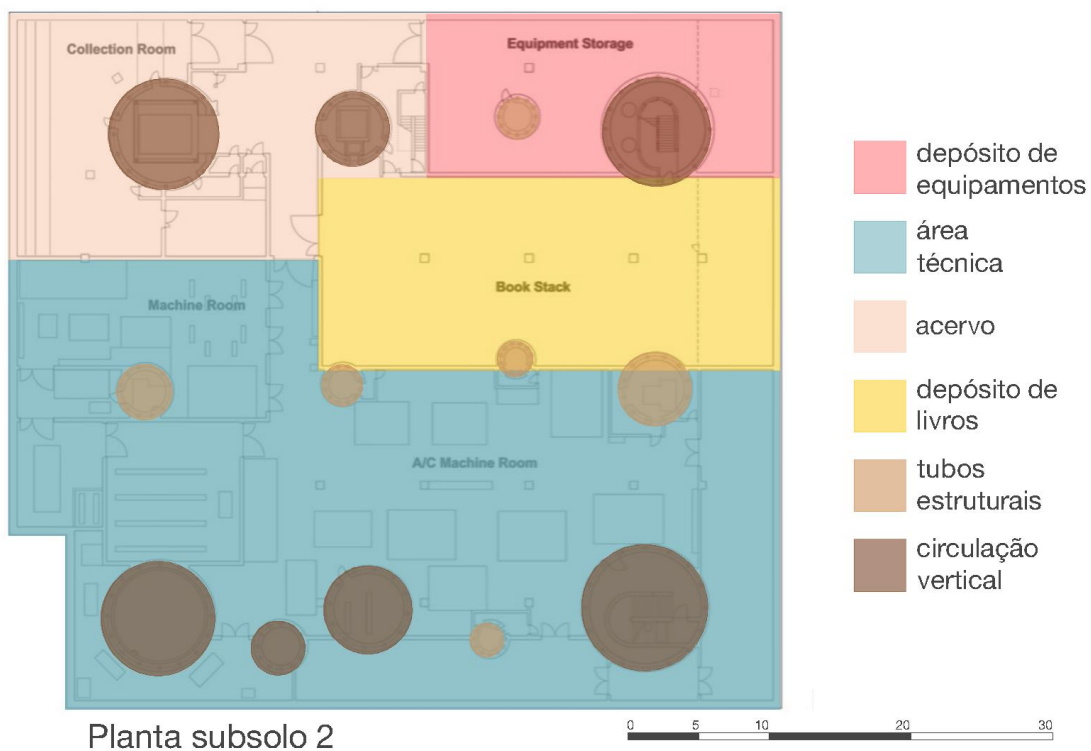 Collection Room
Equipment Storage
Book Stack
Machine Room
A/C Machine Room
depósito de
equipamentos
área
técnica
acervo
depósito de
livros
tubos
estruturais
circulação
vertical
Planta subsolo 2
0 5 10 20 30